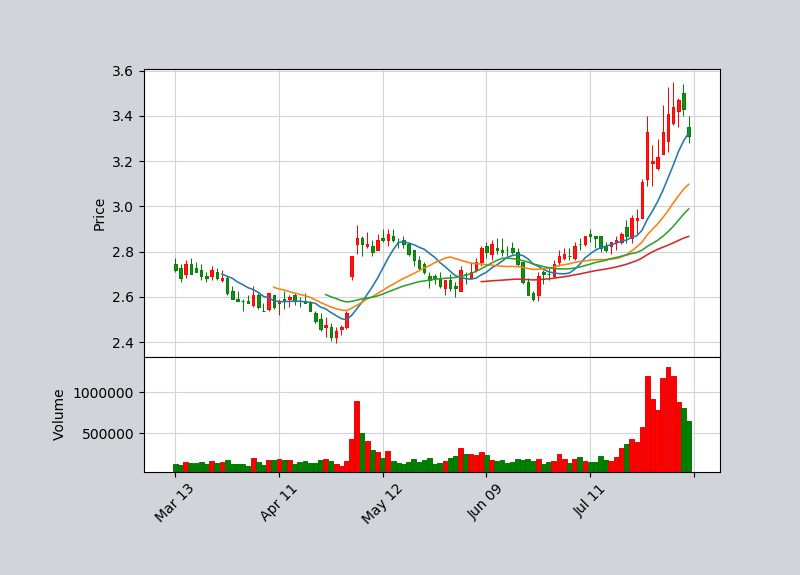 3.6
3.4
3.2
3.0
2.8
2.6
2.4
Price
1000000
500000
Volume
Mar 13
Apr 11
May 12
Jun 09
Jul 11